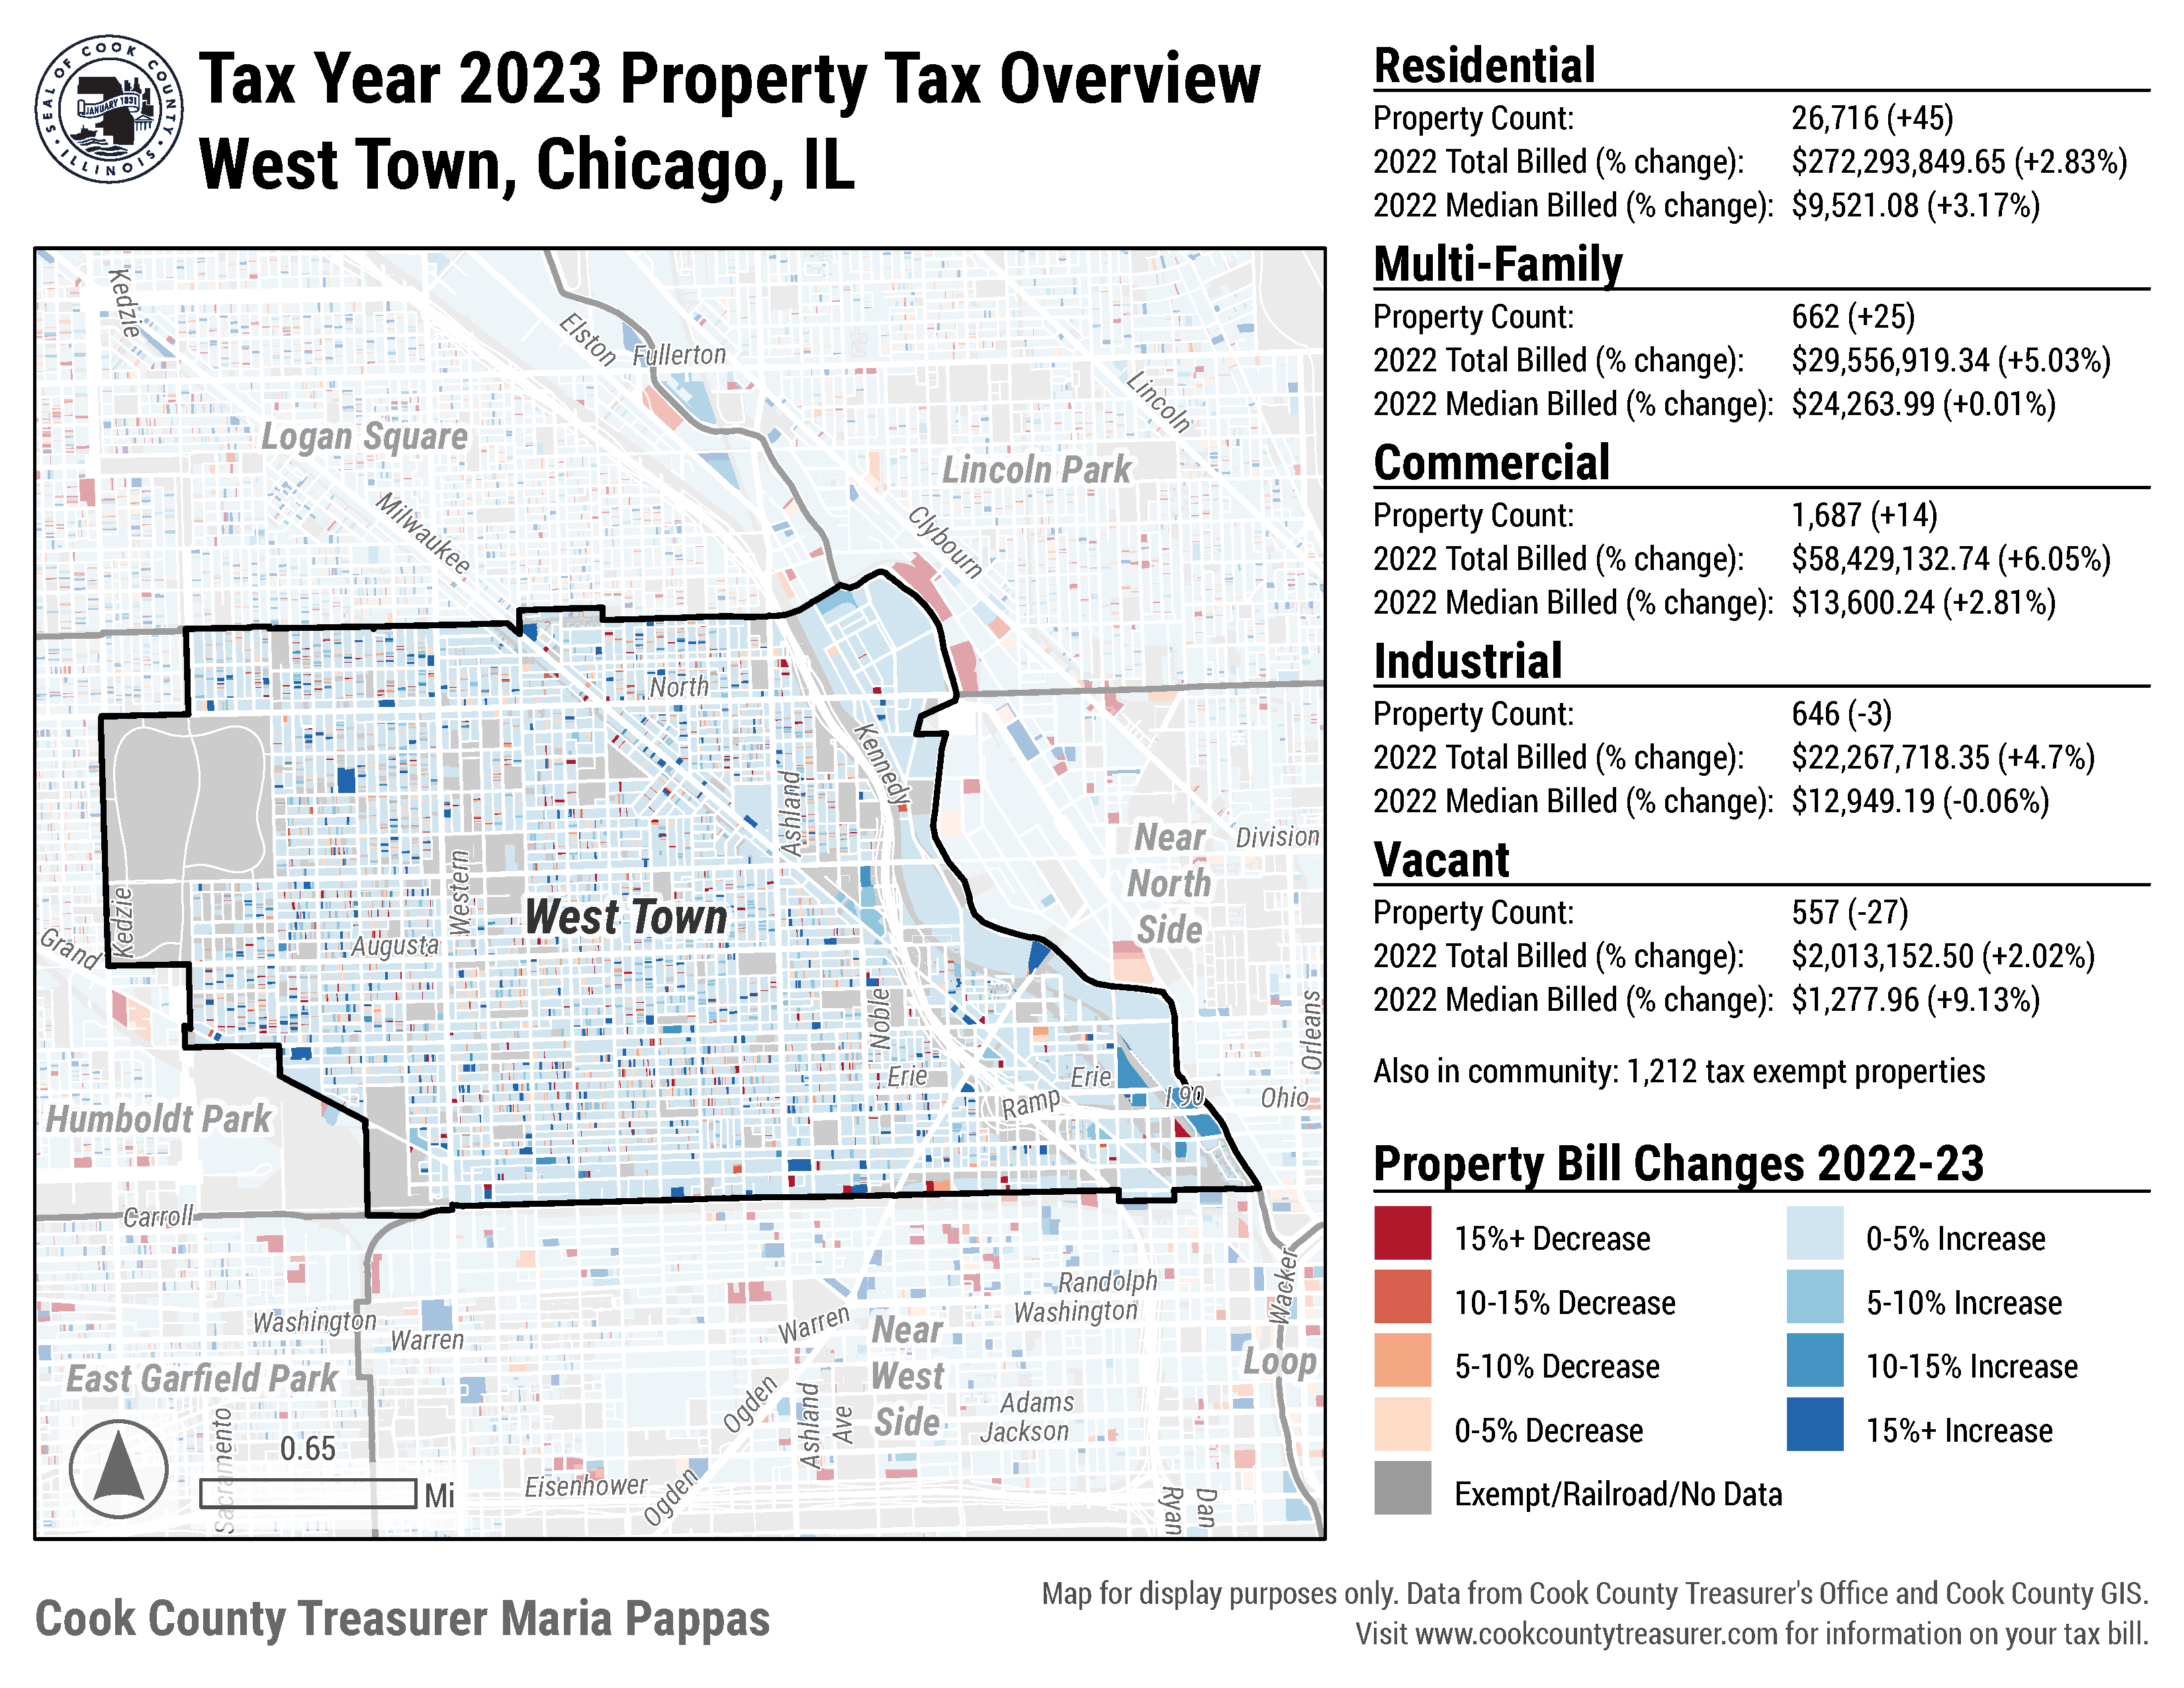 SEAL OF COOK COUNTY
ILLINOIS
JANUARY 1831
Tax Year 2023 Property Tax Overview
West Town, Chicago, IL
Kedzie
Elston
Fullerton
Lincoln
Logan Square
Lincoln Park
Milwaukee
Clybourn
North
Kennedy
Ashland
Near
North
Side
Division
Western
Kedzie
West Town
Augusta
Grand
Noble
Orleans
Erie
Erie
Ramp
I 90
Ohio
Humboldt Park
Carroll
Wacker
Randolph
Washington
Washington
Warren
Warren
Near
West
Side
Loop
East Garfield Park
Ogden
Ashland
Ave
Adams
Jackson
Sacramento
0.65
Mi
Eisenhower
Ogden
Dan
Ryan
Residential
Property Count: 26,716 (+45)
2022 Total Billed (% change): $272,293,849.65 (+2.83%)
2022 Median Billed (% change): $9,521.08 (+3.17%)
Multi-Family
Property Count: 662 (+25)
2022 Total Billed (% change): $29,556,919.34 (+5.03%)
2022 Median Billed (% change): $24,263.99 (+0.01%)
Commercial
Property Count: 1,687 (+14)
2022 Total Billed (% change): $58,429,132.74 (+6.05%)
2022 Median Billed (% change): $13,600.24 (+2.81%)
Industrial
Property Count: 646 (-3)
2022 Total Billed (% change): $22,267,718.35 (+4.7%)
2022 Median Billed (% change): $12,949.19 (-0.06%)
Vacant
Property Count: 557 (-27)
2022 Total Billed (% change): $2,013,152.50 (+2.02%)
2022 Median Billed (% change): $1,277.96 (+9.13%)
Also in community: 1,212 tax exempt properties
Property Bill Changes 2022-23
15%+ Decrease
0-5% Increase
10-15% Decrease
5-10% Increase
5-10% Decrease
10-15% Increase
0-5% Decrease
15%+ Increase
Exempt/Railroad/No Data
Cook County Treasurer Maria Pappas
Map for display purposes only. Data from Cook County Treasurer's Office and Cook County GIS.
Visit www.cookcountytreasurer.com for information on your tax bill.